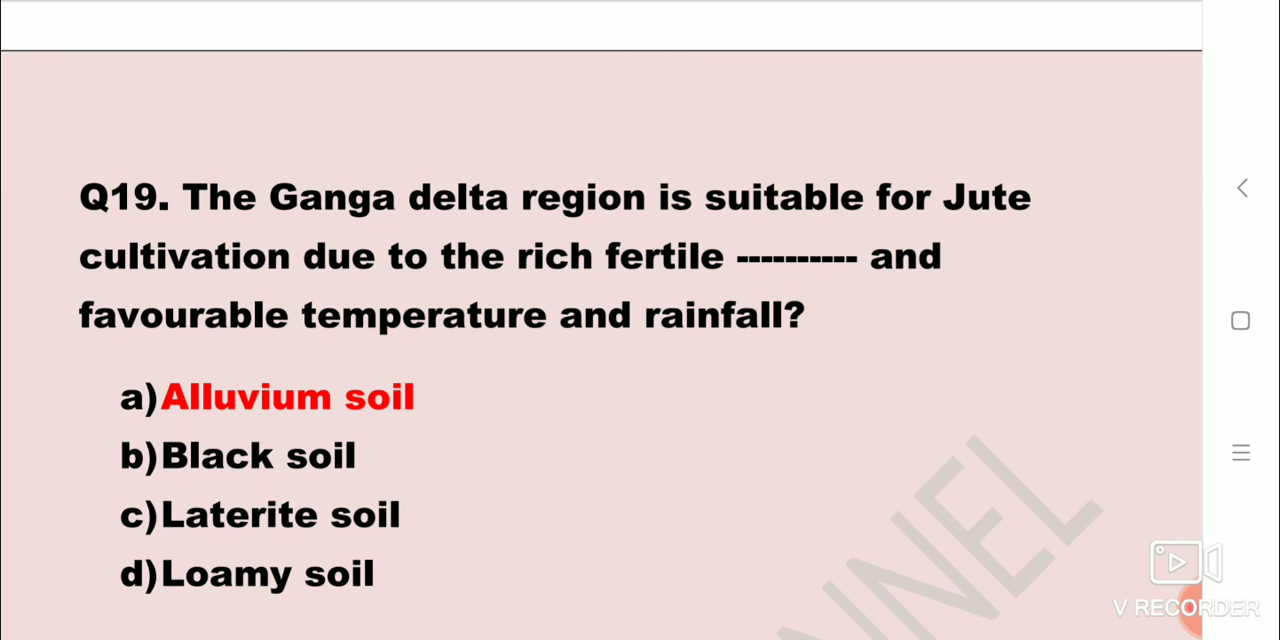 Q19. The Ganga delta region is suitable for Jute
cultivation due to the rich fertile ---------- and
favourable temperature and rainfall?
a)Alluvium soil
b)Black soil
c)Laterite soil
d)Loamy soil
V RECORDER